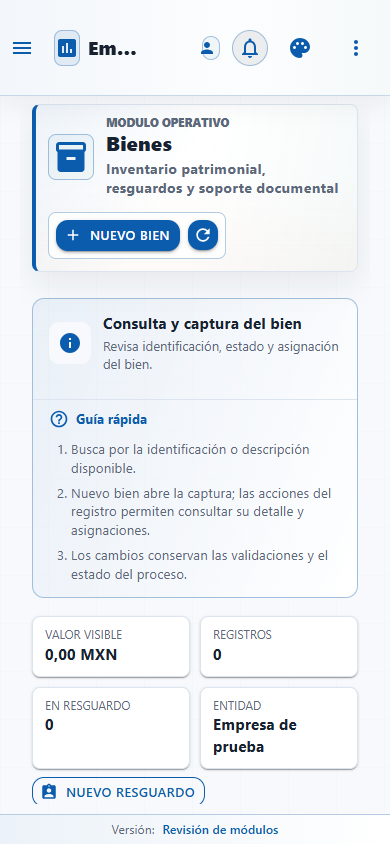 Em...
MODULO OPERATIVO
Bienes
Inventario patrimonial,
resguardos y soporte documental
NUEVO BIEN
Consulta y captura del bien
Revisa identificación, estado y asignación
del bien.
Guía rápida
1. Busca por la identificación o descripción
disponible.
2. Nuevo bien abre la captura; las acciones del
registro permiten consultar su detalle y
asignaciones.
3. Los cambios conservan las validaciones y el
estado del proceso.
VALOR VISIBLE
0,00 MXN
REGISTROS
0
EN RESGUARDO
0
ENTIDAD
Empresa de
prueba
NUEVO RESGUARDO
Versión: Revisión de módulos